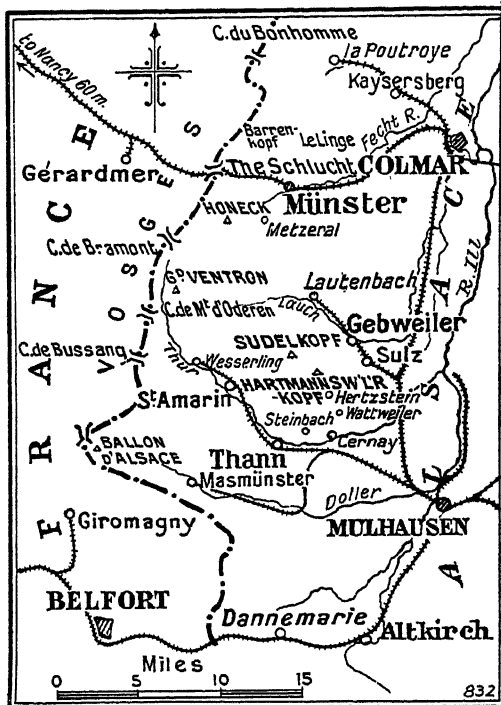 C. du Bonhomme
la Poutroye
to Nancy 60m.
Kaysersberg
Barren-
kopf
Le Linge
Fecht R.
Gérardmer
The Schlucht
COLMAR
Münster
HONECK
Metzeral
C. de Bramont
R. Ill
Gᴰ VENTRON
Lautenbach
C. de Mᵗ d'Oderen
Lauch
Gebweiler
SUDELKOPF
C. de Bussang
Thur
Wesserling
Sulz
HARTMANNSW'LR
-KOPF
Hertzstein
Sᵗ Amarin
Steinbach
Wattweiler
Cernay
BALLON
D'ALSACE
Thann
Masmünster
Doller
Giromagny
MULHAUSEN
BELFORT
Dannemarie
Altkirch
FRANCE
VOSGES
ALSACE
Miles
0 5 10 15
832